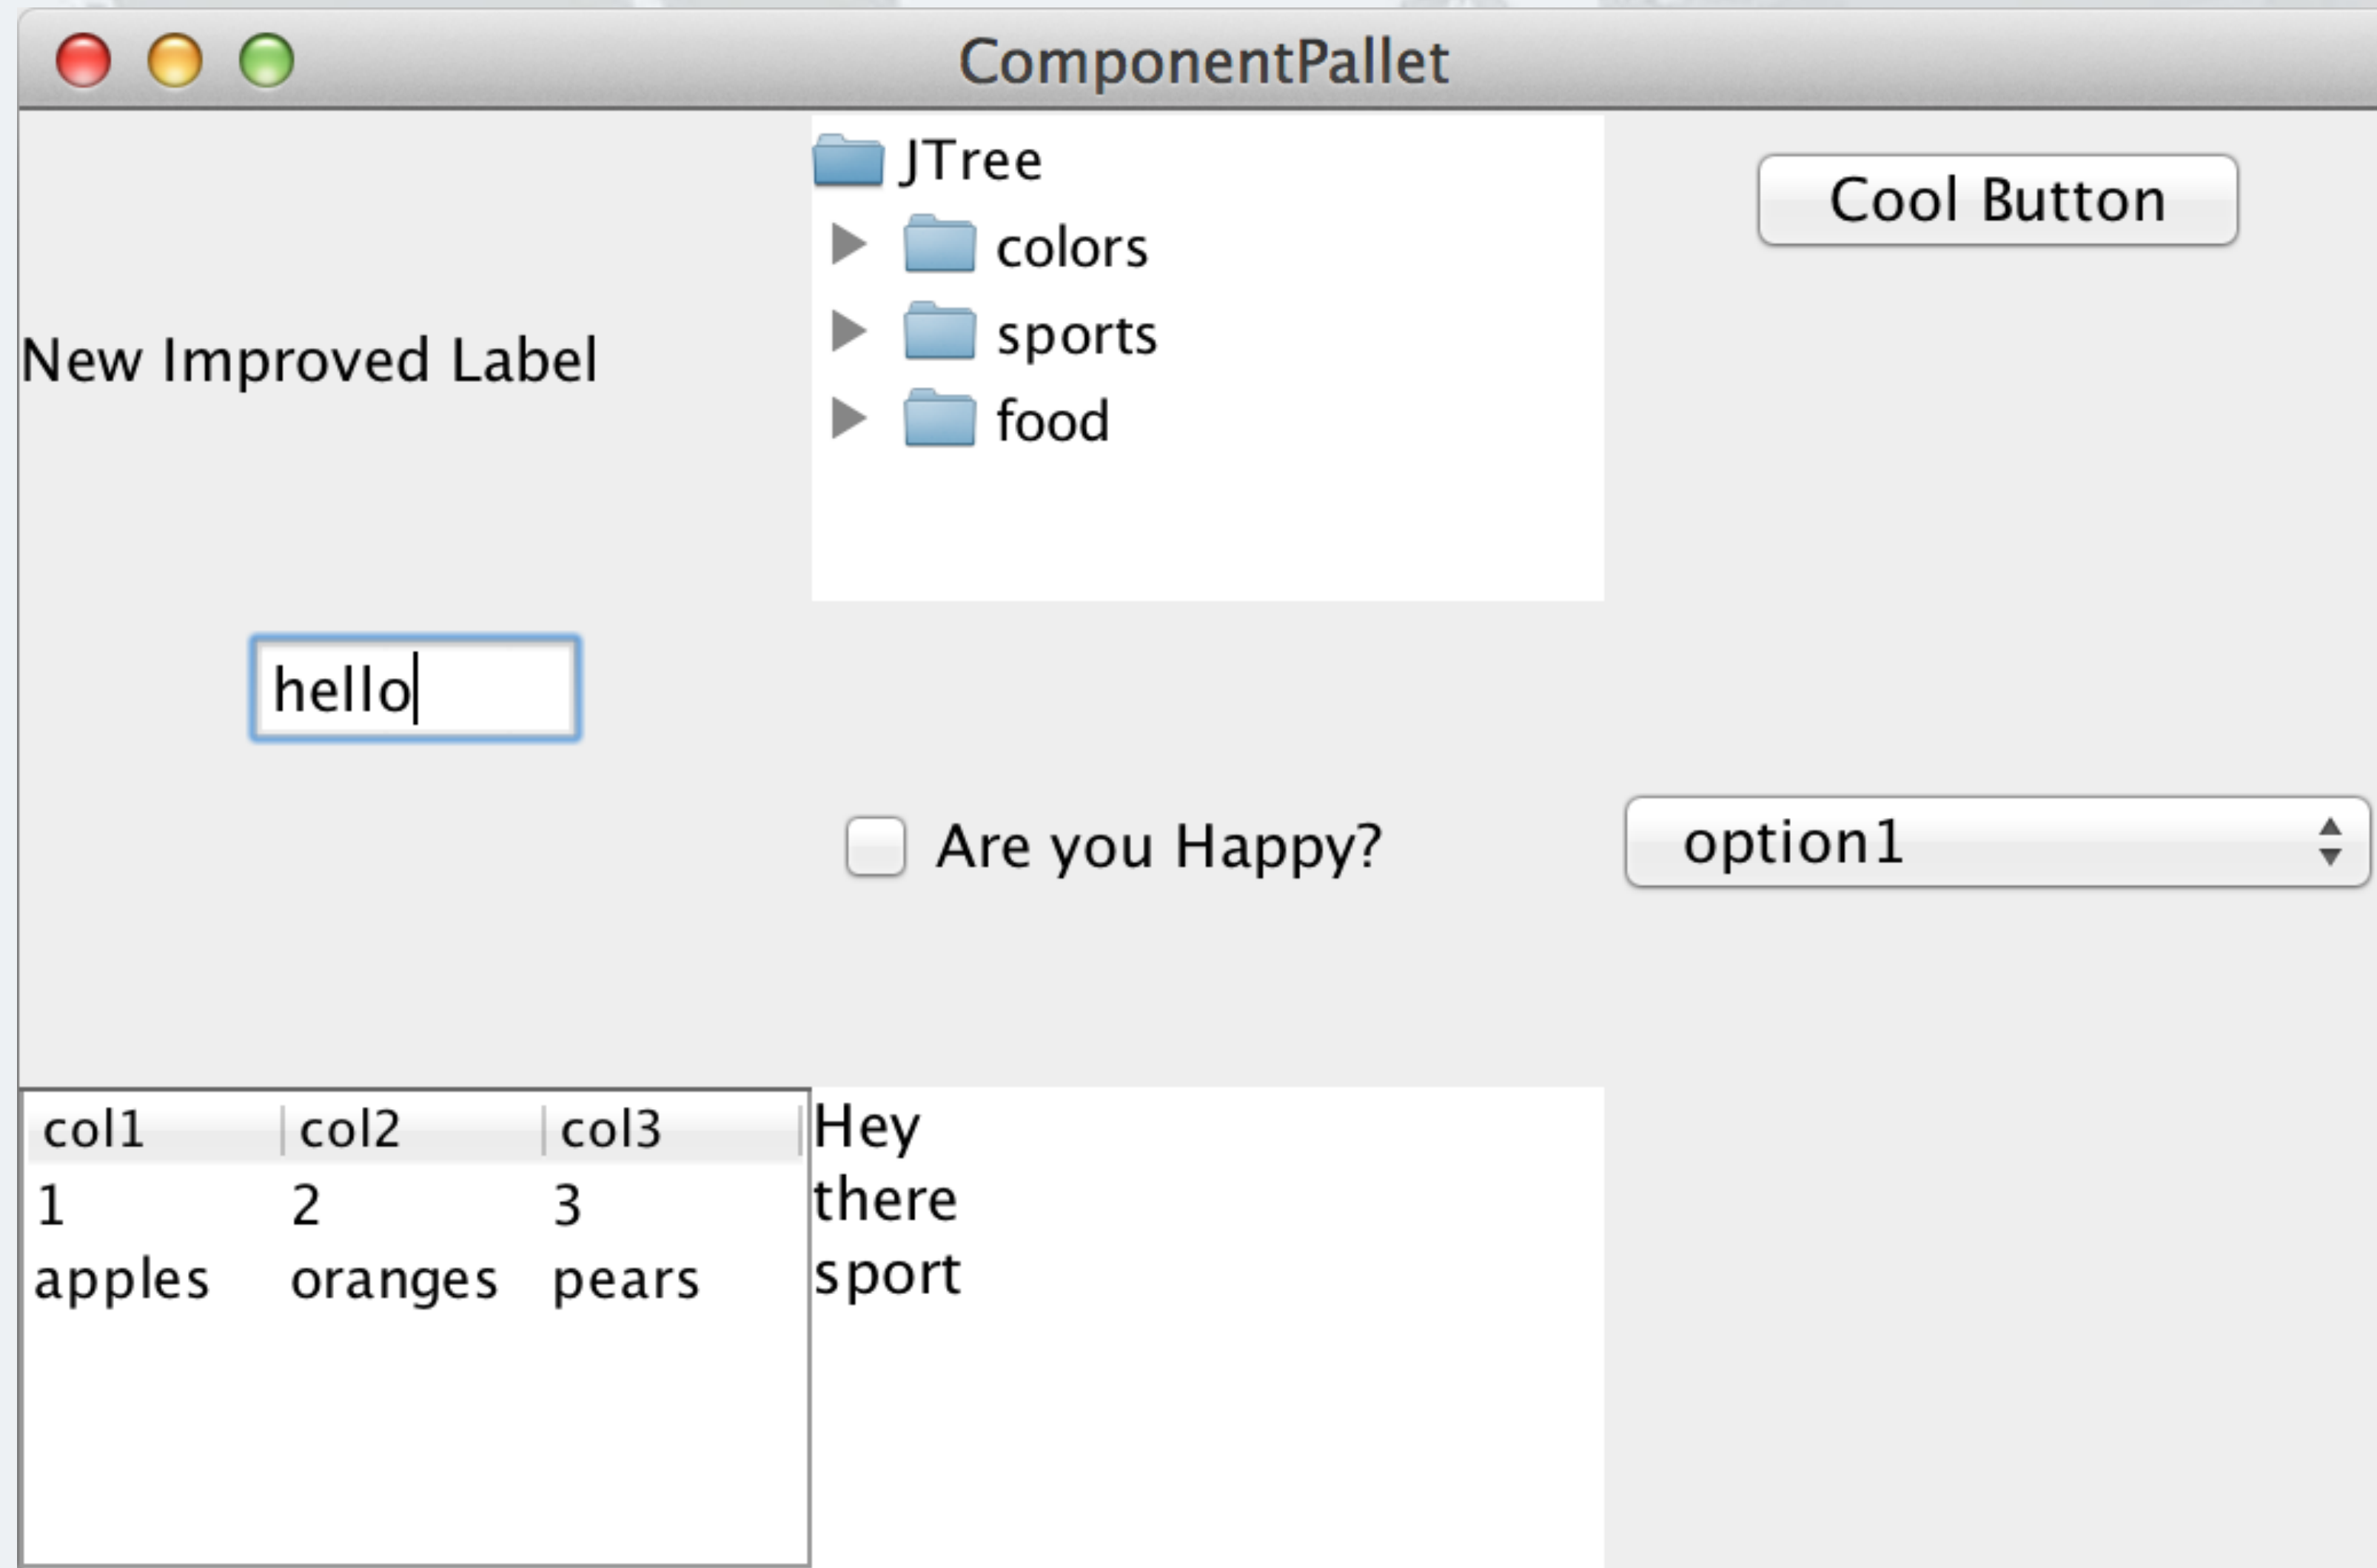 ComponentPallet
JTree
colors
sports
food
Cool Button
New Improved Label
hello
Are you Happy?
option1
col1 col2 col3
1 2 3
apples oranges pears
Hey
there
sport